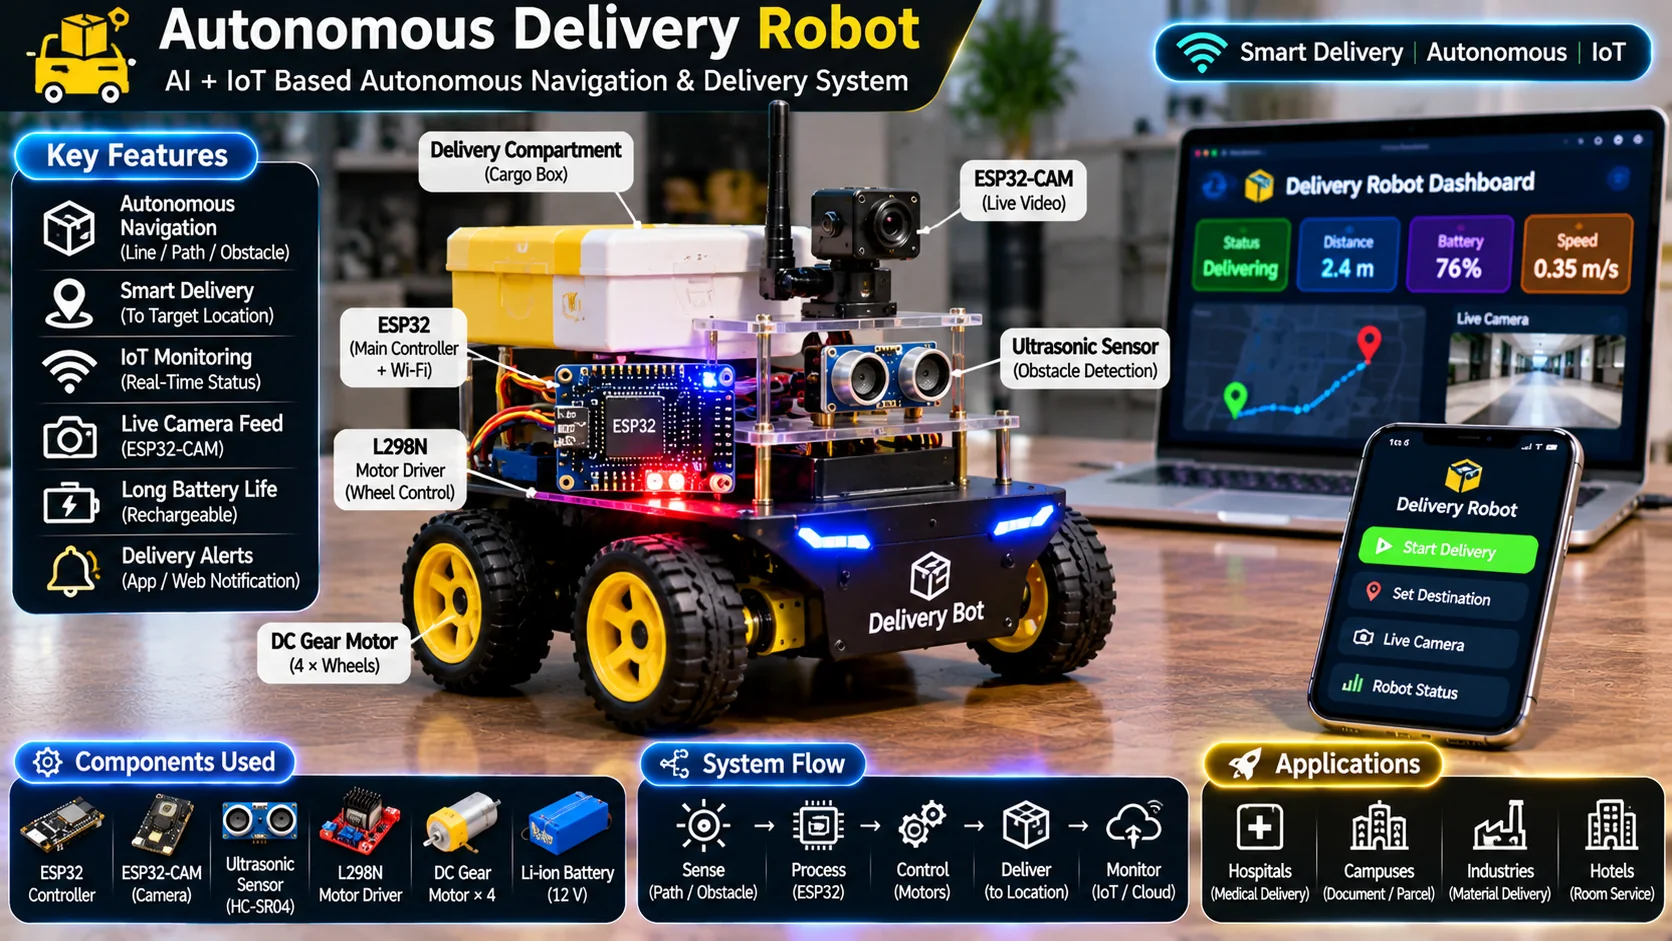 Autonomous Delivery Robot
AI + IoT Based Autonomous Navigation & Delivery System
Smart Delivery | Autonomous | IoT
Key Features
Autonomous
Navigation
(Line / Path / Obstacle)
Smart Delivery
(To Target Location)
IoT Monitoring
(Real-Time Status)
Live Camera Feed
(ESP32-CAM)
Long Battery Life
(Rechargeable)
Delivery Alerts
(App / Web Notification)
Delivery Compartment
(Cargo Box)
ESP32-CAM
(Live Video)
ESP32
(Main Controller
+ Wi-Fi)
Ultrasonic Sensor
(Obstacle Detection)
L298N
Motor Driver
(Wheel Control)
DC Gear Motor
(4 × Wheels)
ESP32
Delivery Bot
Delivery Robot Dashboard
Status
Delivering
Distance
2.4 m
Battery
76%
Speed
0.35 m/s
Live Camera
Delivery Robot
Start Delivery
Set Destination
Live Camera
Robot Status
Components Used
ESP32
Controller
ESP32-CAM
(Camera)
Ultrasonic
Sensor
(HC-SR04)
L298N
Motor Driver
DC Gear
Motor × 4
Li-ion Battery
(12 V)
System Flow
Sense
(Path / Obstacle)
Process
(ESP32)
Control
(Motors)
Deliver
(to Location)
Monitor
(IoT / Cloud)
Applications
Hospitals
(Medical Delivery)
Campuses
(Document / Parcel)
Industries
(Material Delivery)
Hotels
(Room Service)